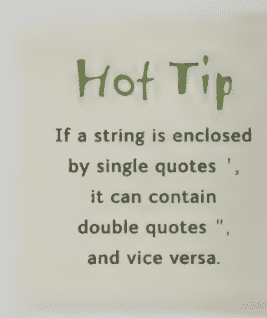 Hot Tip
If a string is enclosed
by single quotes ',
it can contain
double quotes ",
and vice versa.